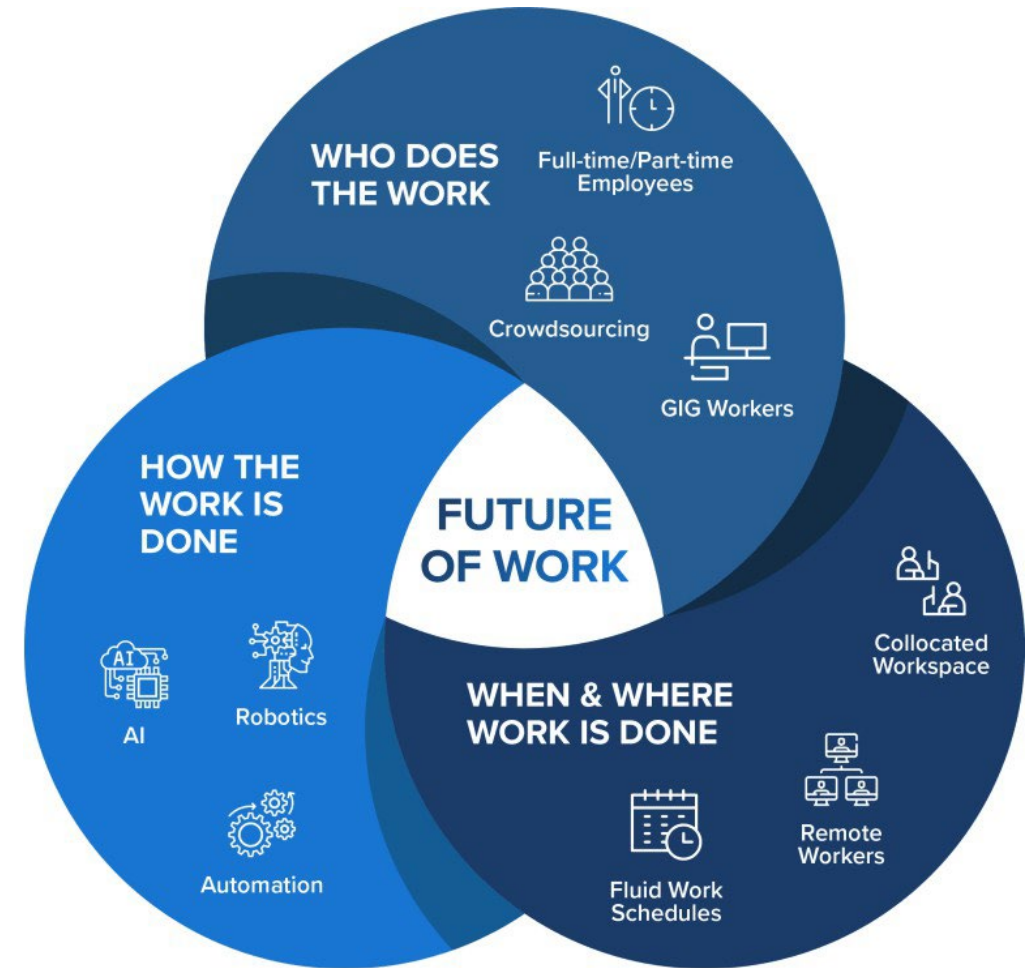 WHO DOES
THE WORK
Full-time/Part-time
Employees
Crowdsourcing
GIG Workers
HOW THE
WORK IS
DONE
AI
AI
Robotics
Automation
FUTURE
OF WORK
WHEN & WHERE
WORK IS DONE
Collocated
Workspace
Remote
Workers
Fluid Work
Schedules